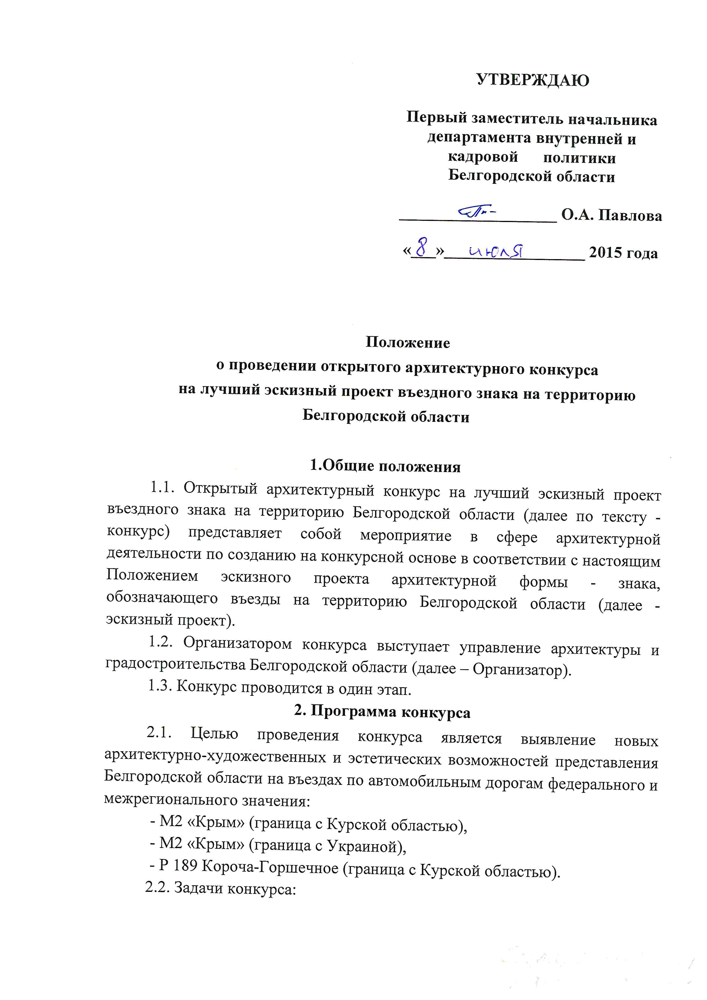 УТВЕРЖДАЮ
Первый заместитель начальника
департамента внутренней и
кадровой политики
Белгородской области
О.А. Павлова
«8» июля 2015 года
Положение
о проведении открытого архитектурного конкурса
на лучший эскизный проект въездного знака на территорию
Белгородской области
1.Общие положения
1.1. Открытый архитектурный конкурс на лучший эскизный проект
въездного знака на территорию Белгородской области (далее по тексту -
конкурс) представляет собой мероприятие в сфере архитектурной
деятельности по созданию на конкурсной основе в соответствии с настоящим
Положением эскизного проекта архитектурной формы - знака,
обозначающего въезды на территорию Белгородской области (далее -
эскизный проект).
1.2. Организатором конкурса выступает управление архитектуры и
градостроительства Белгородской области (далее – Организатор).
1.3. Конкурс проводится в один этап.
2. Программа конкурса
2.1. Целью проведения конкурса является выявление новых
архитектурно-художественных и эстетических возможностей представления
Белгородской области на въездах по автомобильным дорогам федерального и
межрегионального значения:
- М2 «Крым» (граница с Курской областью),
- М2 «Крым» (граница с Украиной),
- Р 189 Короча-Горшечное (граница с Курской областью).
2.2. Задачи конкурса: